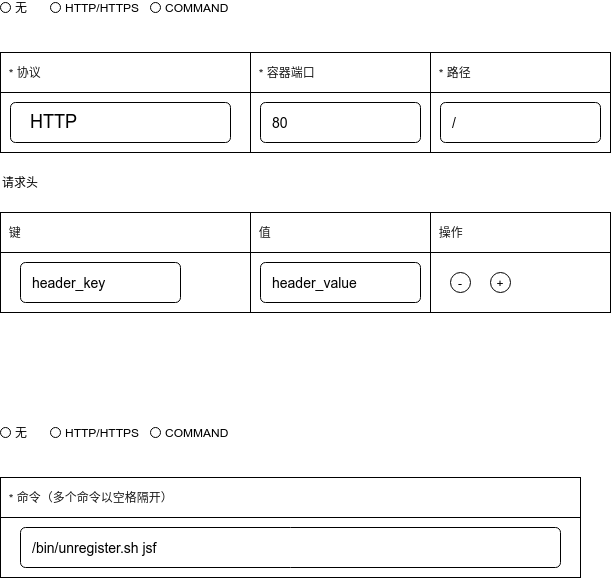 无 HTTP/HTTPS COMMAND
* 协议 * 容器端口 * 路径
HTTP 80 /
请求头
键 值 操作
header_key header_value - +
无 HTTP/HTTPS COMMAND
* 命令（多个命令以空格隔开）
/bin/unregister.sh jsf